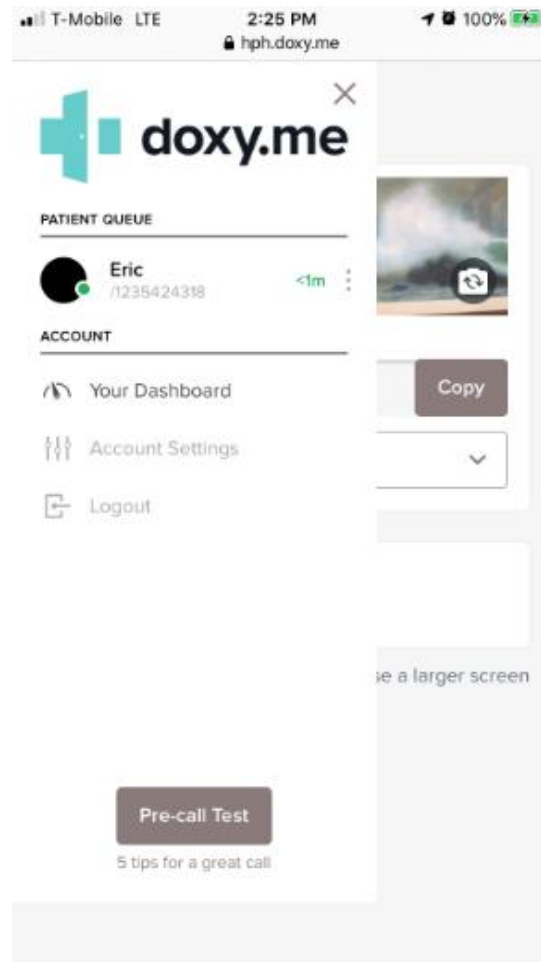 T-Mobile LTE 2:25 PM 100%
hph.doxy.me
doxy.me
PATIENT QUEUE
Eric
/1235424318 <1m
ACCOUNT
Your Dashboard
Copy
Account Settings
Logout
a larger screen
Pre-call Test
5 tips for a great call